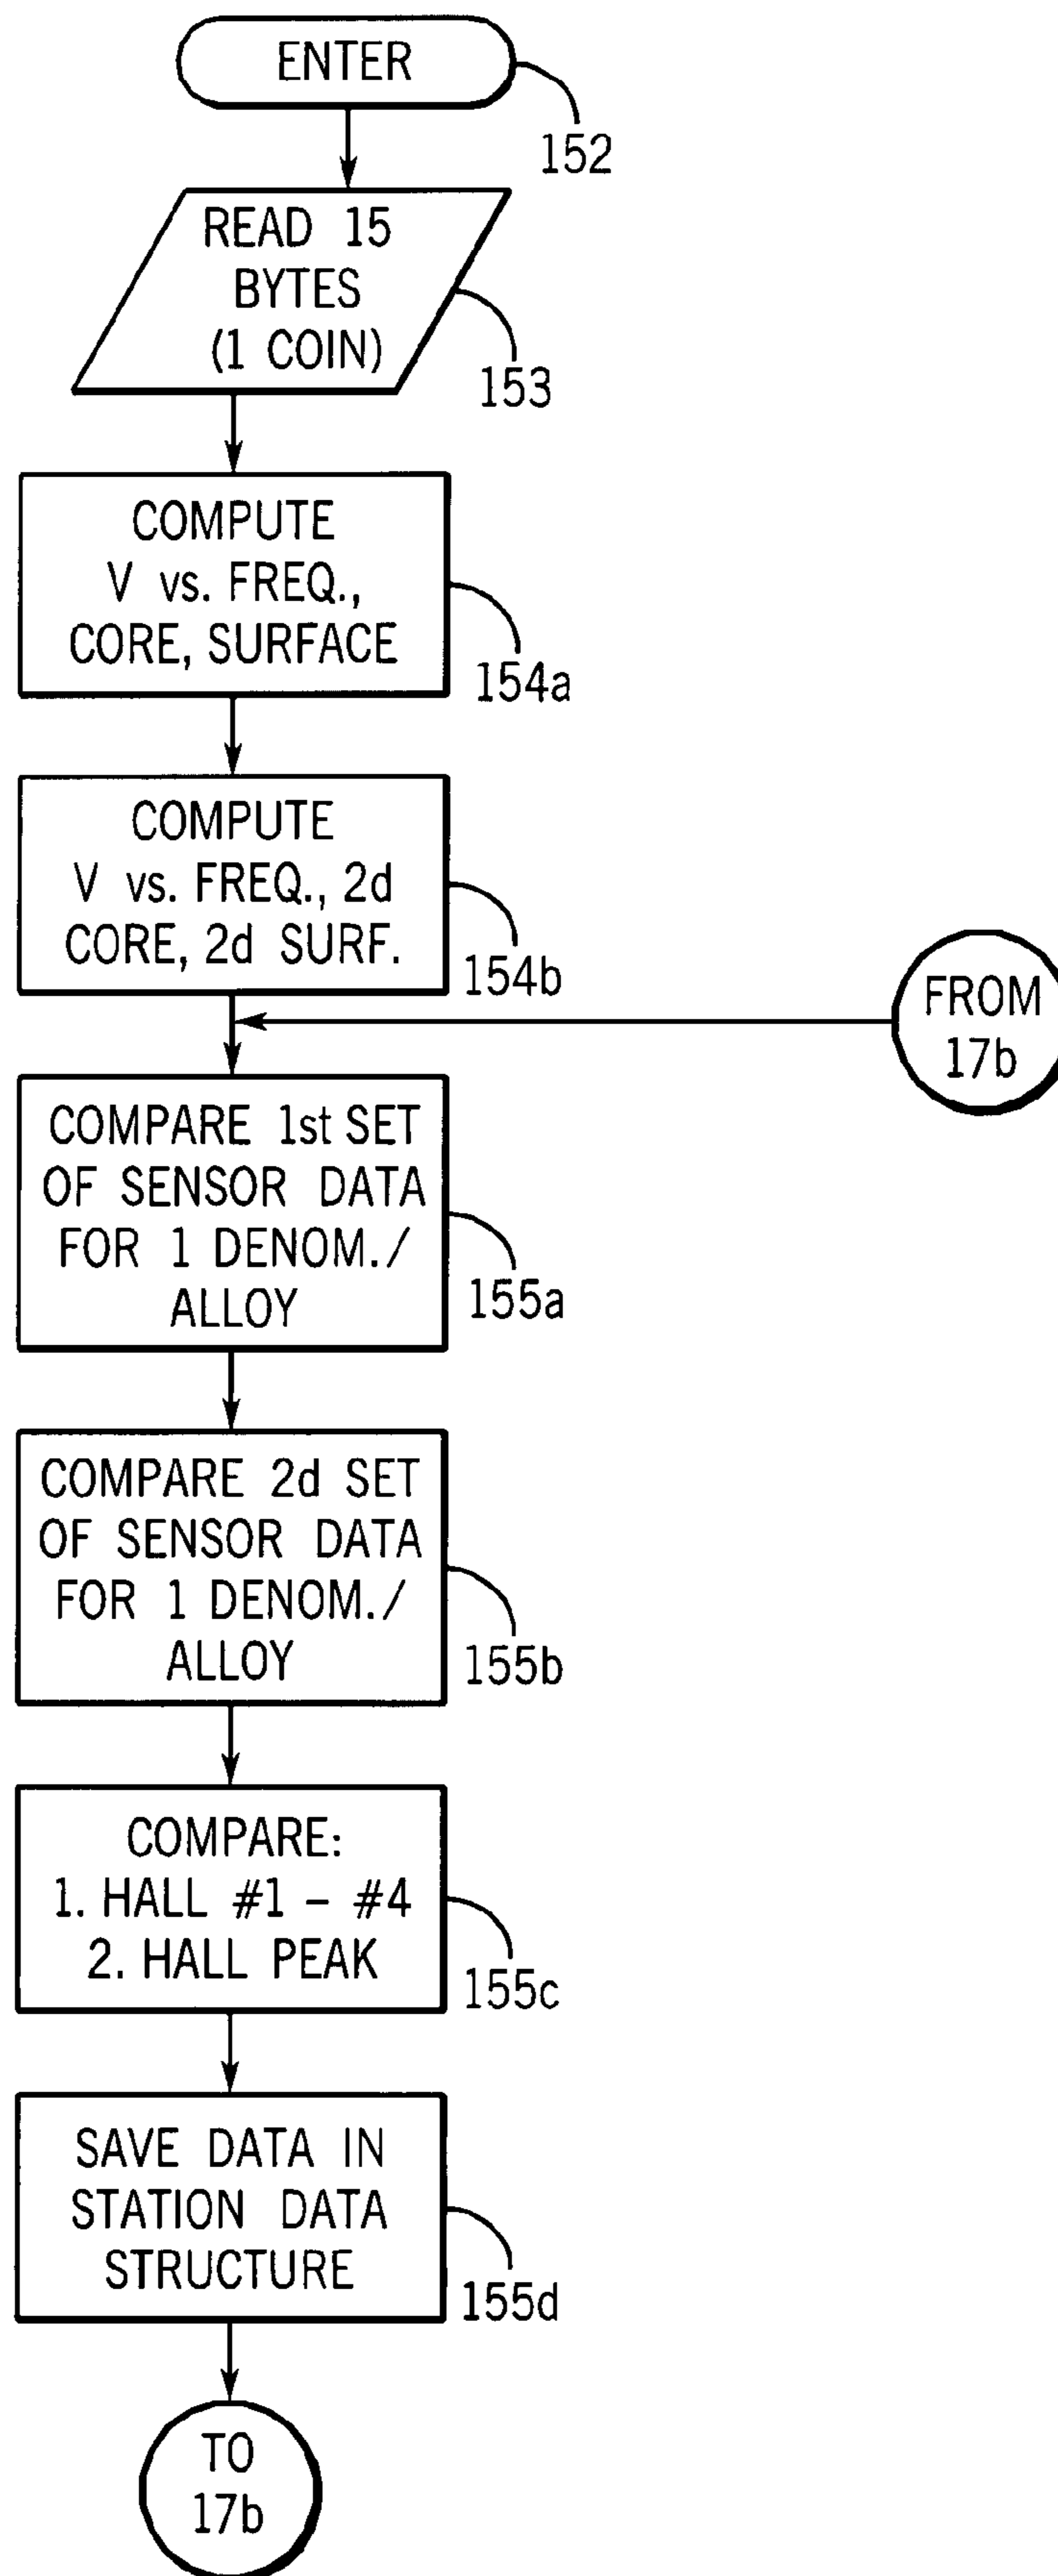 ENTER
152
READ 15
BYTES
(1 COIN)
153
COMPUTE
V vs. FREQ.,
CORE, SURFACE
154a
COMPUTE
V vs. FREQ., 2d
CORE, 2d SURF.
154b
FROM
17b
COMPARE 1st SET
OF SENSOR DATA
FOR 1 DENOM./
ALLOY
155a
COMPARE 2d SET
OF SENSOR DATA
FOR 1 DENOM./
ALLOY
155b
COMPARE:
1. HALL #1 – #4
2. HALL PEAK
155c
SAVE DATA IN
STATION DATA
STRUCTURE
155d
TO
17b